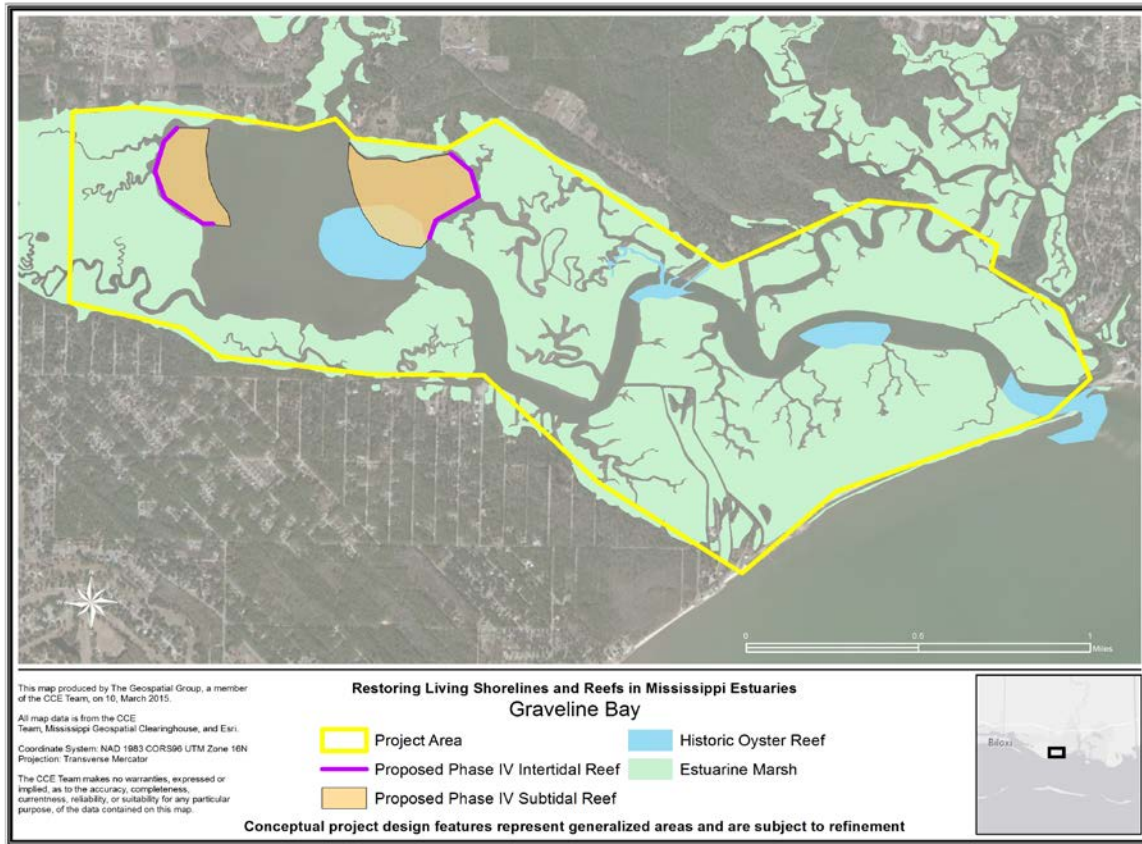 0
0.5
1
Miles
This map produced by The Geospatial Group, a member
of the CCE Team, on 10, March 2015.
All map data is from the CCE
Team, Mississippi Geospatial Clearinghouse, and Esri.
Coordinate System: NAD 1983 CORS96 UTM Zone 16N
Projection: Transverse Mercator
The CCE Team makes no warranties, expressed or
implied, as to the accuracy, completeness,
currentness, reliability, or suitability for any particular
purpose, of the data contained on this map.
Restoring Living Shorelines and Reefs in Mississippi Estuaries
Graveline Bay
Project Area
Proposed Phase IV Intertidal Reef
Proposed Phase IV Subtidal Reef
Historic Oyster Reef
Estuarine Marsh
Conceptual project design features represent generalized areas and are subject to refinement
Biloxi